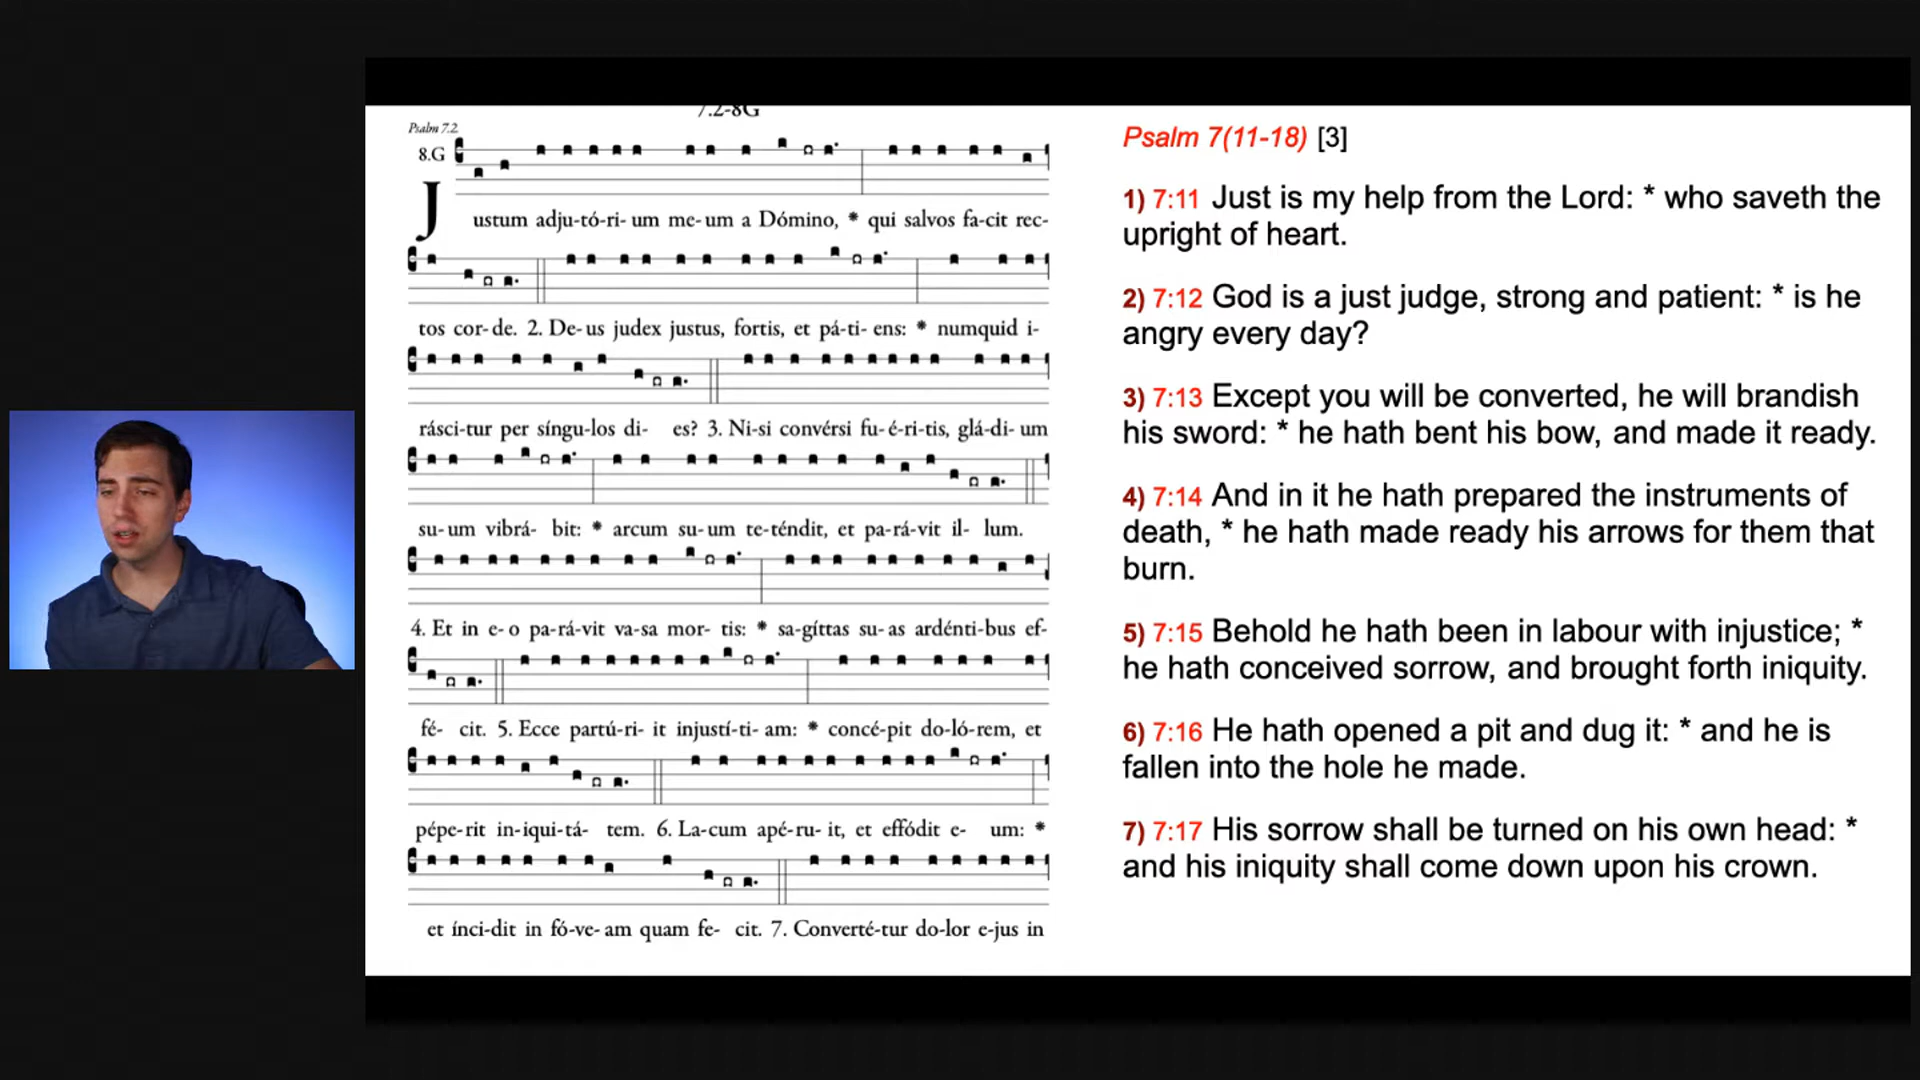 7.2-8G
Psalm 7.2
8.G
Justum adju-tó-ri- um me-um a Dómino, * qui salvos fa-cit rec-
tos cor-de. 2. De-us judex justus, fortis, et pá-ti- ens: * numquid i-
rásci-tur per síngu-los di- es? 3. Ni-si convérsi fu-é-ri-tis, glá-di-um
su-um vibrá- bit: * arcum su-um te-téndit, et pa-rá-vit il- lum.
4. Et in e-o pa-rá-vit va-sa mor- tis: * sa-gíttas su-as ardénti-bus ef-
fé- cit. 5. Ecce partú-ri- it injustí-ti-am: * concé-pit do-ló-rem, et
péperit in-iqui-tá- tem. 6. La-cum apé-ru- it, et effódit e- um: *
et ínci-dit in fó-ve-am quam fe- cit. 7. Converté-tur do-lor e-jus in
Psalm 7(11-18) [3]
1) 7:11 Just is my help from the Lord: * who saveth the
upright of heart.
2) 7:12 God is a just judge, strong and patient: * is he
angry every day?
3) 7:13 Except you will be converted, he will brandish
his sword: * he hath bent his bow, and made it ready.
4) 7:14 And in it he hath prepared the instruments of
death, * he hath made ready his arrows for them that
burn.
5) 7:15 Behold he hath been in labour with injustice; *
he hath conceived sorrow, and brought forth iniquity.
6) 7:16 He hath opened a pit and dug it: * and he is
fallen into the hole he made.
7) 7:17 His sorrow shall be turned on his own head: *
and his iniquity shall come down upon his crown.